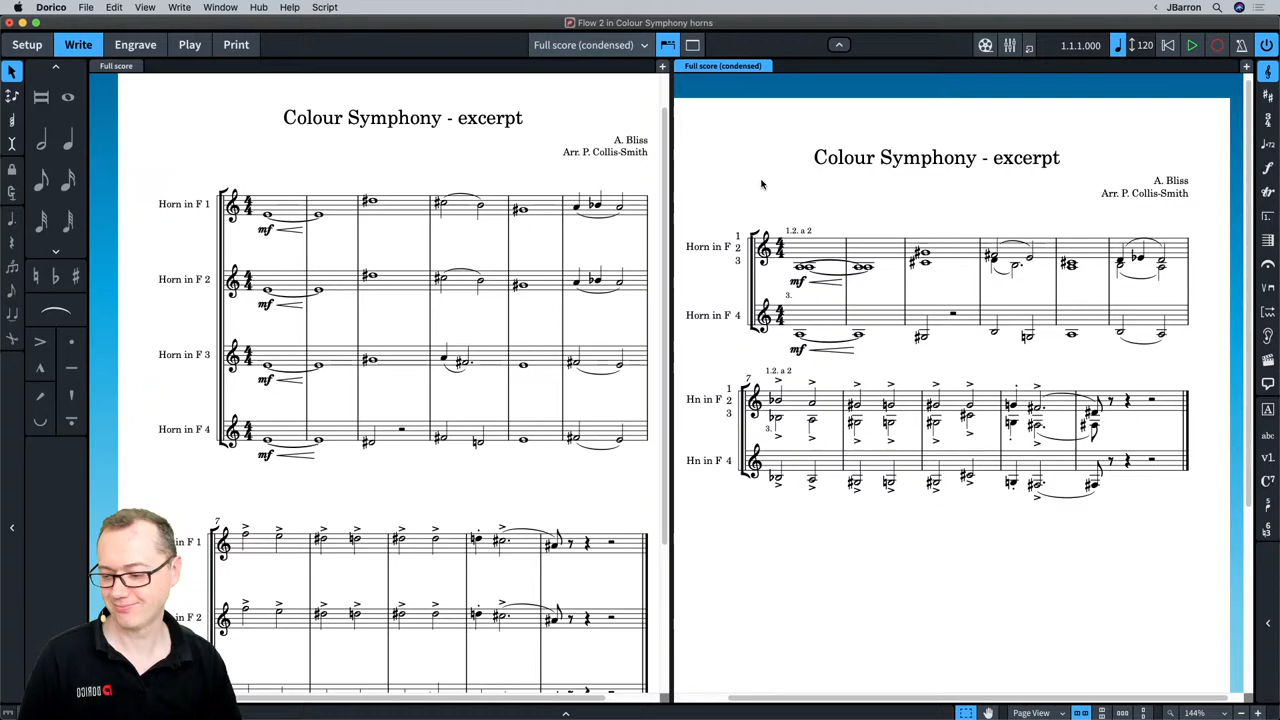 Dorico File Edit View Write Window Hub Help Script JBarron
Flow 2 in Colour Symphony horns
Setup Write Engrave Play Print Full score (condensed) 1.1.1.000 120
Full score
Full score (condensed)
Colour Symphony - excerpt
A. Bliss
Arr. P. Collis-Smith
Horn in F 1
mf
Horn in F 2
mf
Horn in F 3
mf
Horn in F 4
mf
7
in F 1
in F 2
Colour Symphony - excerpt
A. Bliss
Arr. P. Collis-Smith
1.2. a 2
Horn in F 1 2 3
mf
3.
Horn in F 4
mf
1.2. a 2
7
Hn in F 1 2 3
3.
Hn in F 4
DORICO
Page View 144%